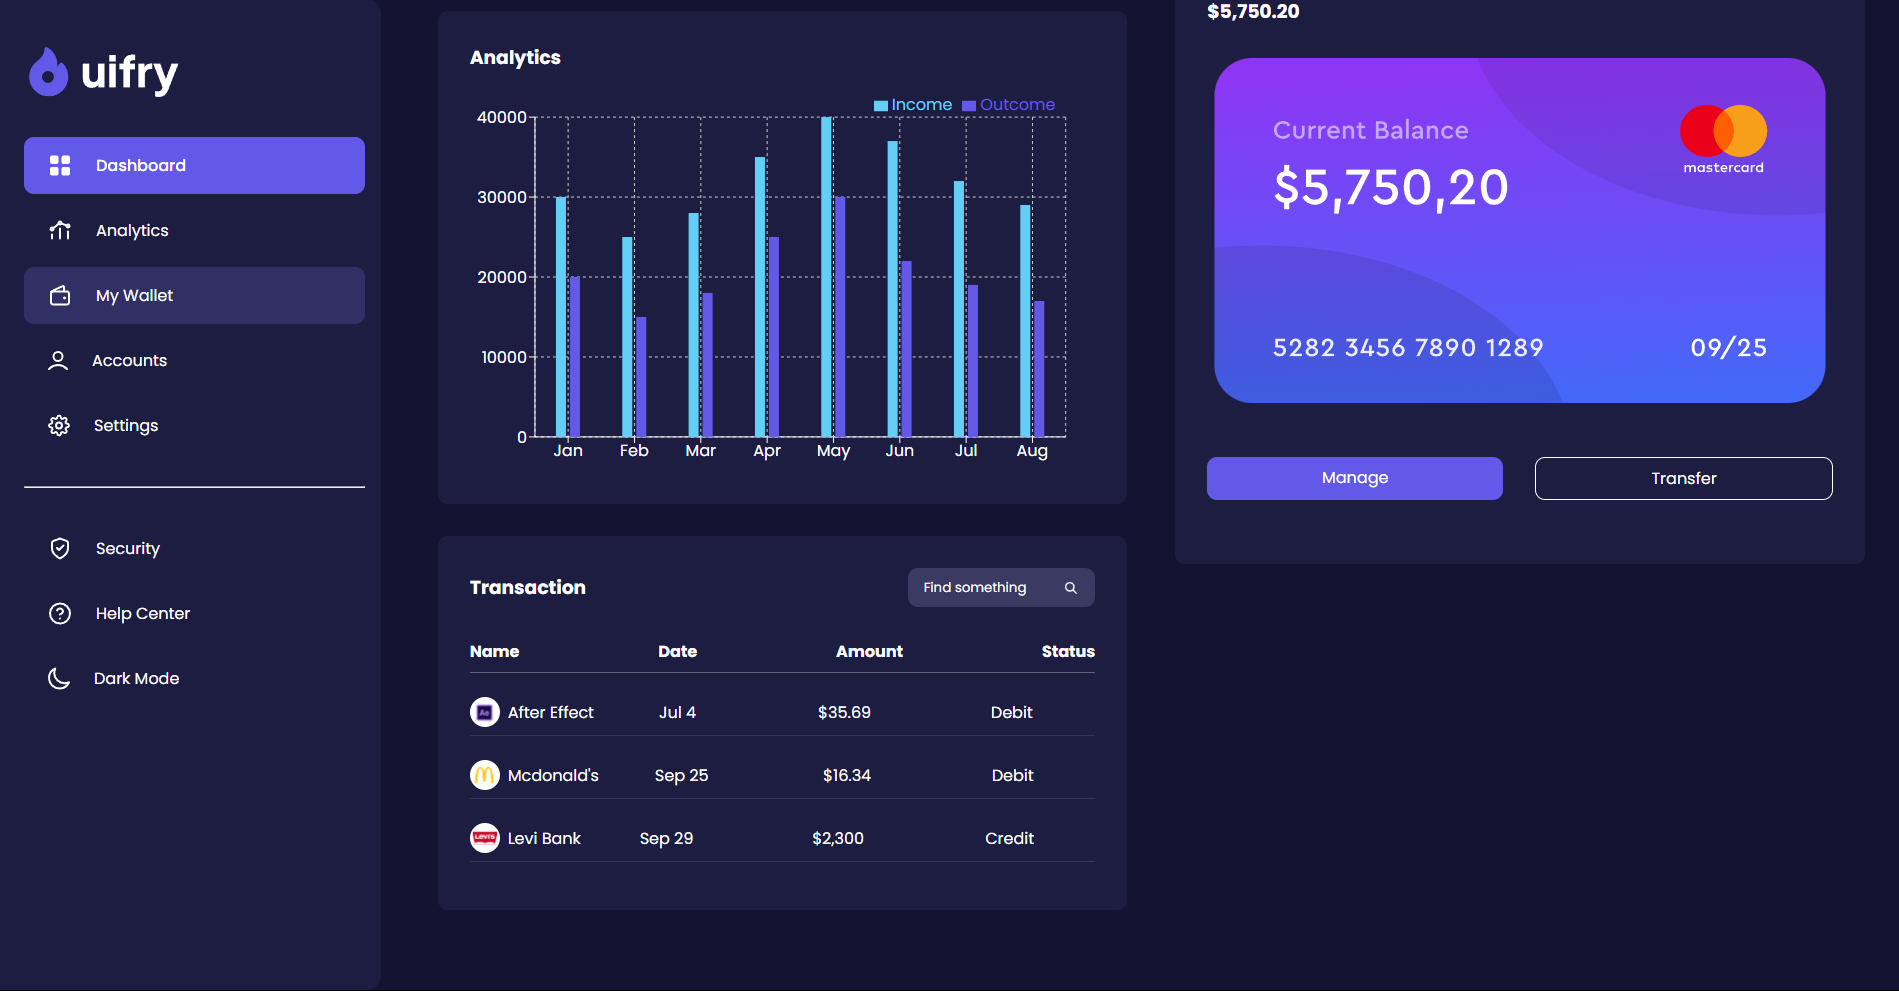 uifry
Dashboard
Analytics
My Wallet
Accounts
Settings
Security
Help Center
Dark Mode
Analytics
Income Outcome
40000
30000
20000
10000
0
Jan Feb Mar Apr May Jun Jul Aug
Transaction
Find something
Name Date Amount Status
Ae After Effect Jul 4 $35.69 Debit
Mcdonald's Sep 25 $16.34 Debit
Levi's Levi Bank Sep 29 $2,300 Credit
$5,750.20
Current Balance
$5,750,20
mastercard
5282 3456 7890 1289 09/25
Manage Transfer